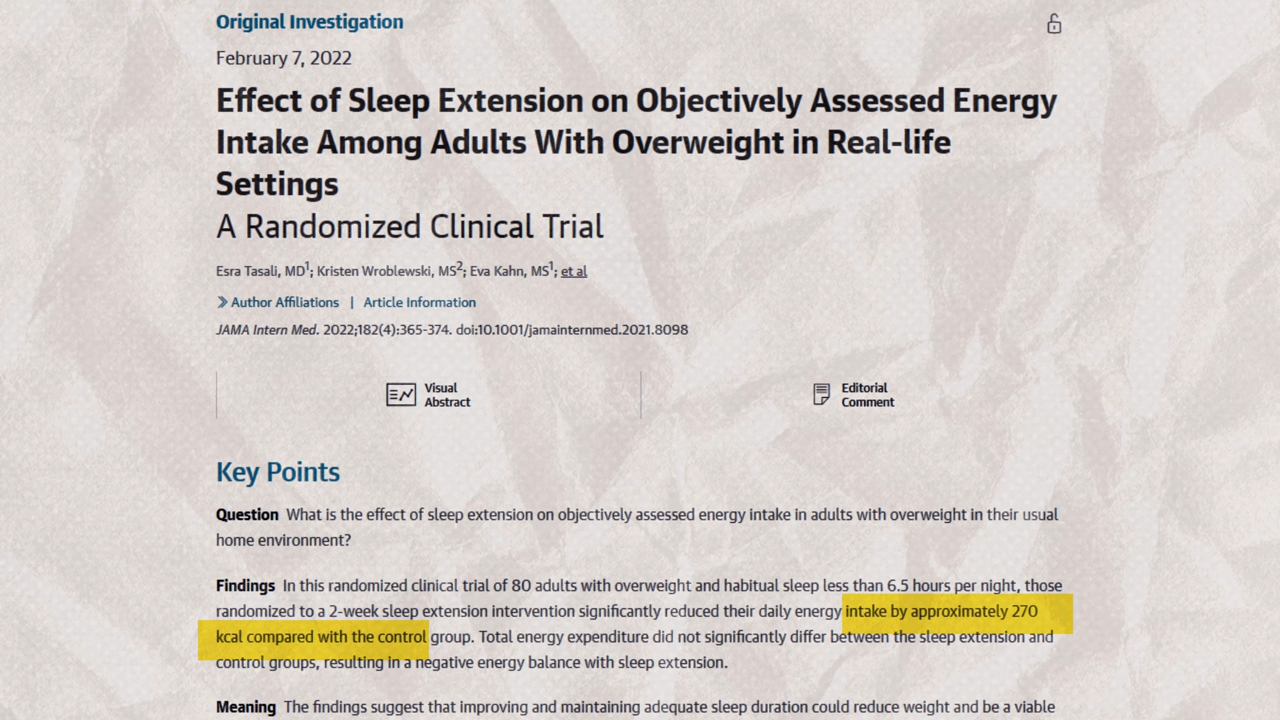 Original Investigation
February 7, 2022
Effect of Sleep Extension on Objectively Assessed Energy
Intake Among Adults With Overweight in Real-life
Settings
A Randomized Clinical Trial
Esra Tasali, MD1; Kristen Wroblewski, MS2; Eva Kahn, MS1; et al
Author Affiliations | Article Information
JAMA Intern Med. 2022;182(4):365-374. doi:10.1001/jamainternmed.2021.8098
Visual
Abstract
Editorial
Comment
Key Points
Question What is the effect of sleep extension on objectively assessed energy intake in adults with overweight in their usual
home environment?
Findings In this randomized clinical trial of 80 adults with overweight and habitual sleep less than 6.5 hours per night, those
randomized to a 2-week sleep extension intervention significantly reduced their daily energy intake by approximately 270
kcal compared with the control group. Total energy expenditure did not significantly differ between the sleep extension and
control groups, resulting in a negative energy balance with sleep extension.
Meaning The findings suggest that improving and maintaining adequate sleep duration could reduce weight and be a viable